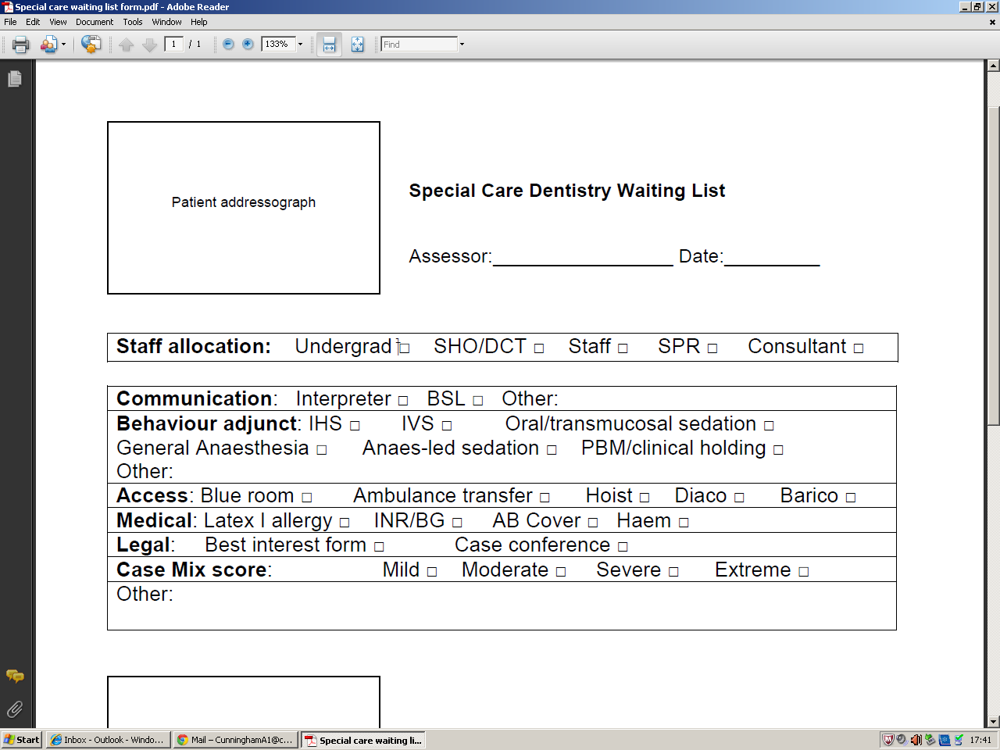 Special care waiting list form.pdf - Adobe Reader
File Edit View Document Tools Window Help
1 / 1 133% Find
Patient addressograph
Special Care Dentistry Waiting List
Assessor:_________________ Date:_________
Staff allocation: Undergrad □ SHO/DCT □ Staff □ SPR □ Consultant □
Communication: Interpreter □ BSL □ Other:
Behaviour adjunct: IHS □ IVS □ Oral/transmucosal sedation □
General Anaesthesia □ Anaes-led sedation □ PBM/clinical holding □
Other:
Access: Blue room □ Ambulance transfer □ Hoist □ Diaco □ Barico □
Medical: Latex l allergy □ INR/BG □ AB Cover □ Haem □
Legal: Best interest form □ Case conference □
Case Mix score: Mild □ Moderate □ Severe □ Extreme □
Other:
Start Inbox - Outlook - Windo... Mail – CunninghamA1@c... Special care waiting li... 17:41